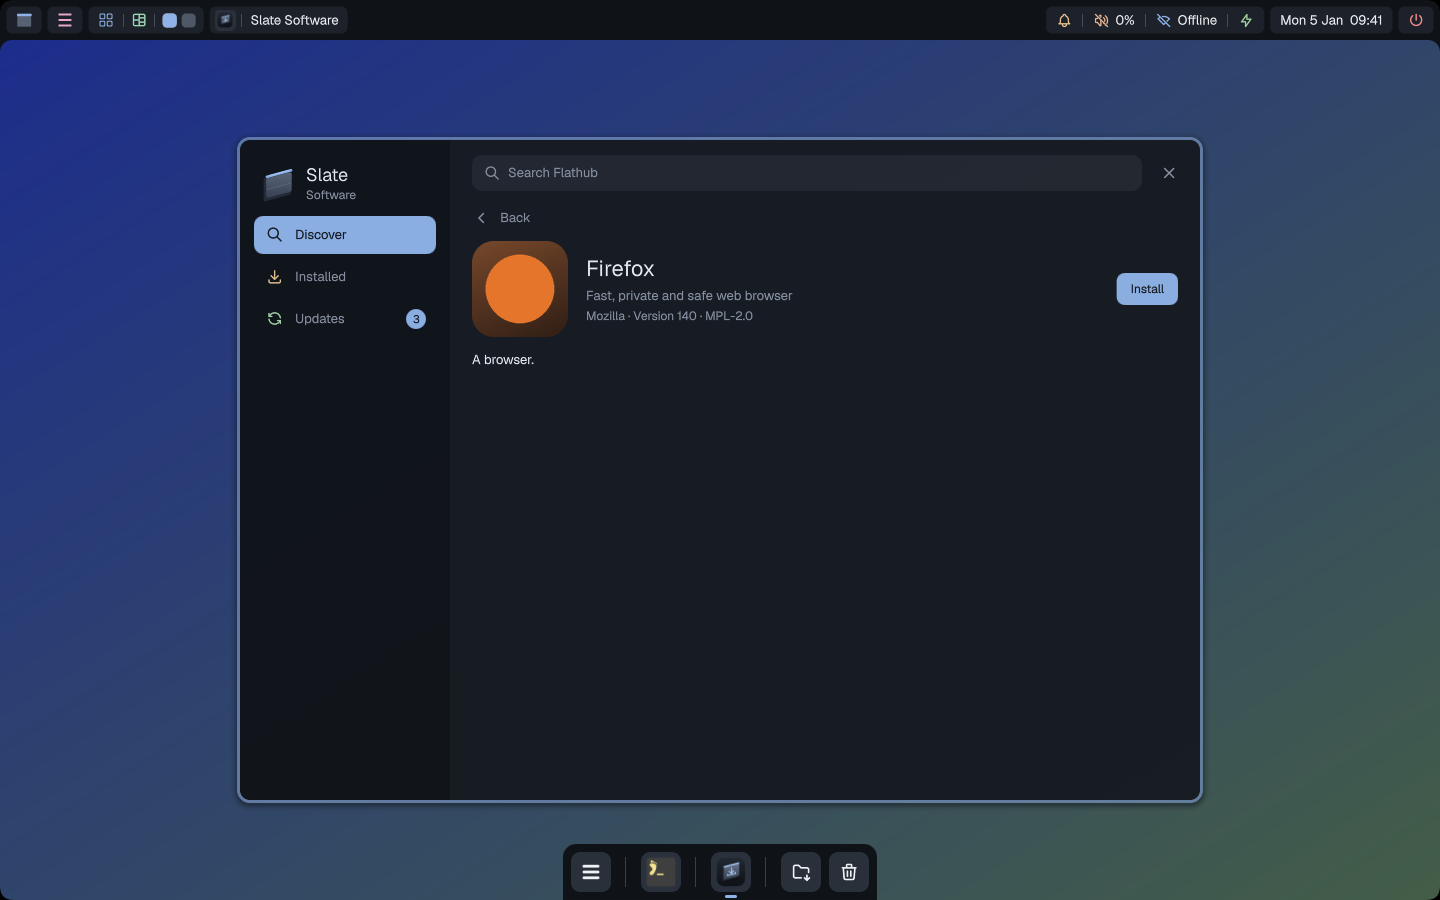 Slate Software
0%
Offline
Mon 5 Jan 09:41
Slate
Software
Discover
Installed
Updates
3
Search Flathub
Back
Firefox
Fast, private and safe web browser
Mozilla · Version 140 · MPL-2.0
Install
A browser.